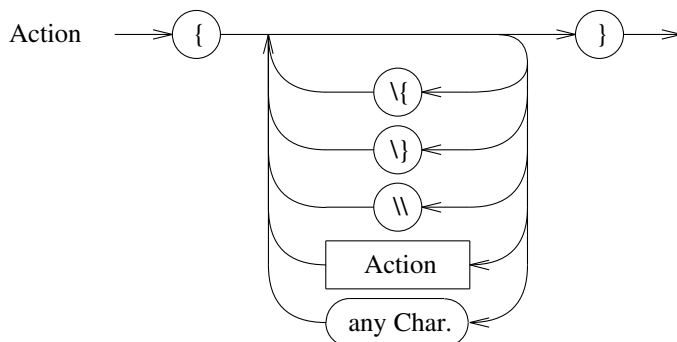 Action { }
\{
\}
\\
Action
any Char.